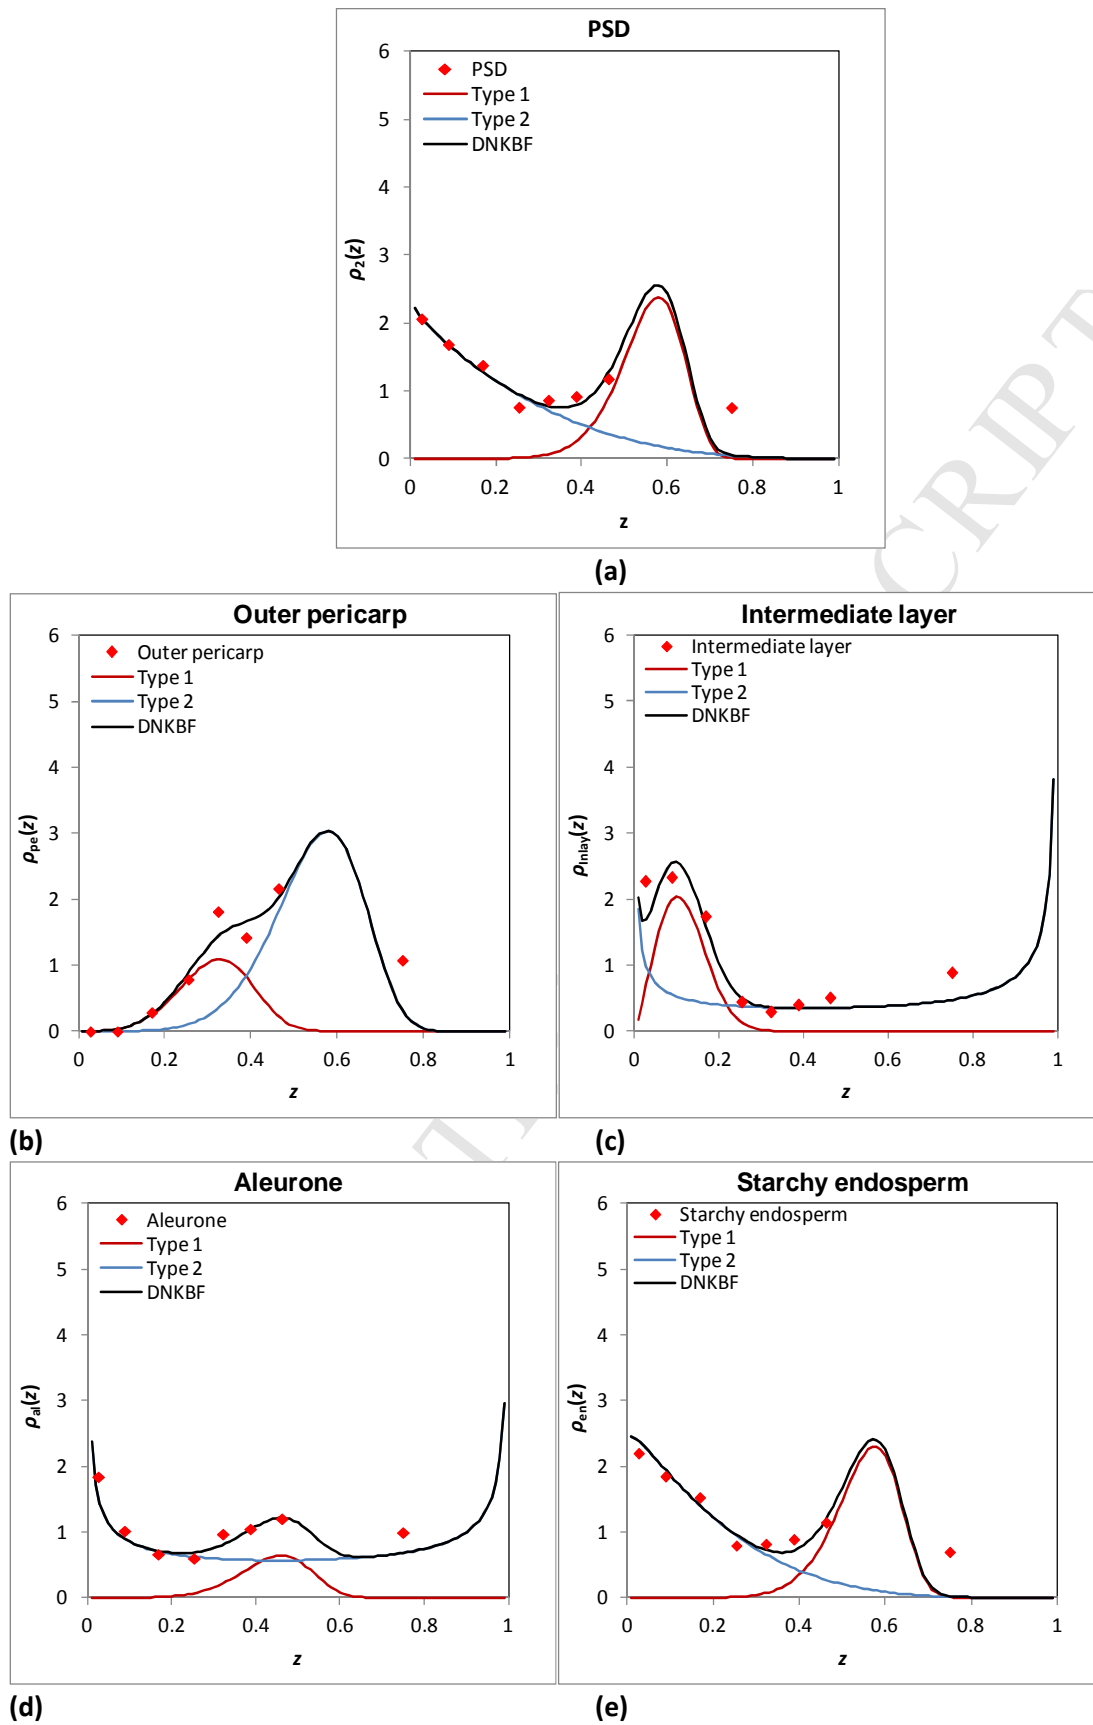 PSD
6
5
4
3
2
1
0
ρ2(z)
PSD
Type 1
Type 2
DNKBF
0 0.2 0.4 0.6 0.8 1
z
(a)
CRIPT
Outer pericarp
6
5
4
3
2
1
0
ρpe(z)
Outer pericarp
Type 1
Type 2
DNKBF
0 0.2 0.4 0.6 0.8 1
z
(b)
Intermediate layer
6
5
4
3
2
1
0
ρInlay(z)
Intermediate layer
Type 1
Type 2
DNKBF
0 0.2 0.4 0.6 0.8 1
z
(c)
Aleurone
6
5
4
3
2
1
0
ρal(z)
Aleurone
Type 1
Type 2
DNKBF
0 0.2 0.4 0.6 0.8 1
z
(d)
Starchy endosperm
6
5
4
3
2
1
0
ρen(z)
Starchy endosperm
Type 1
Type 2
DNKBF
0 0.2 0.4 0.6 0.8 1
z
(e)